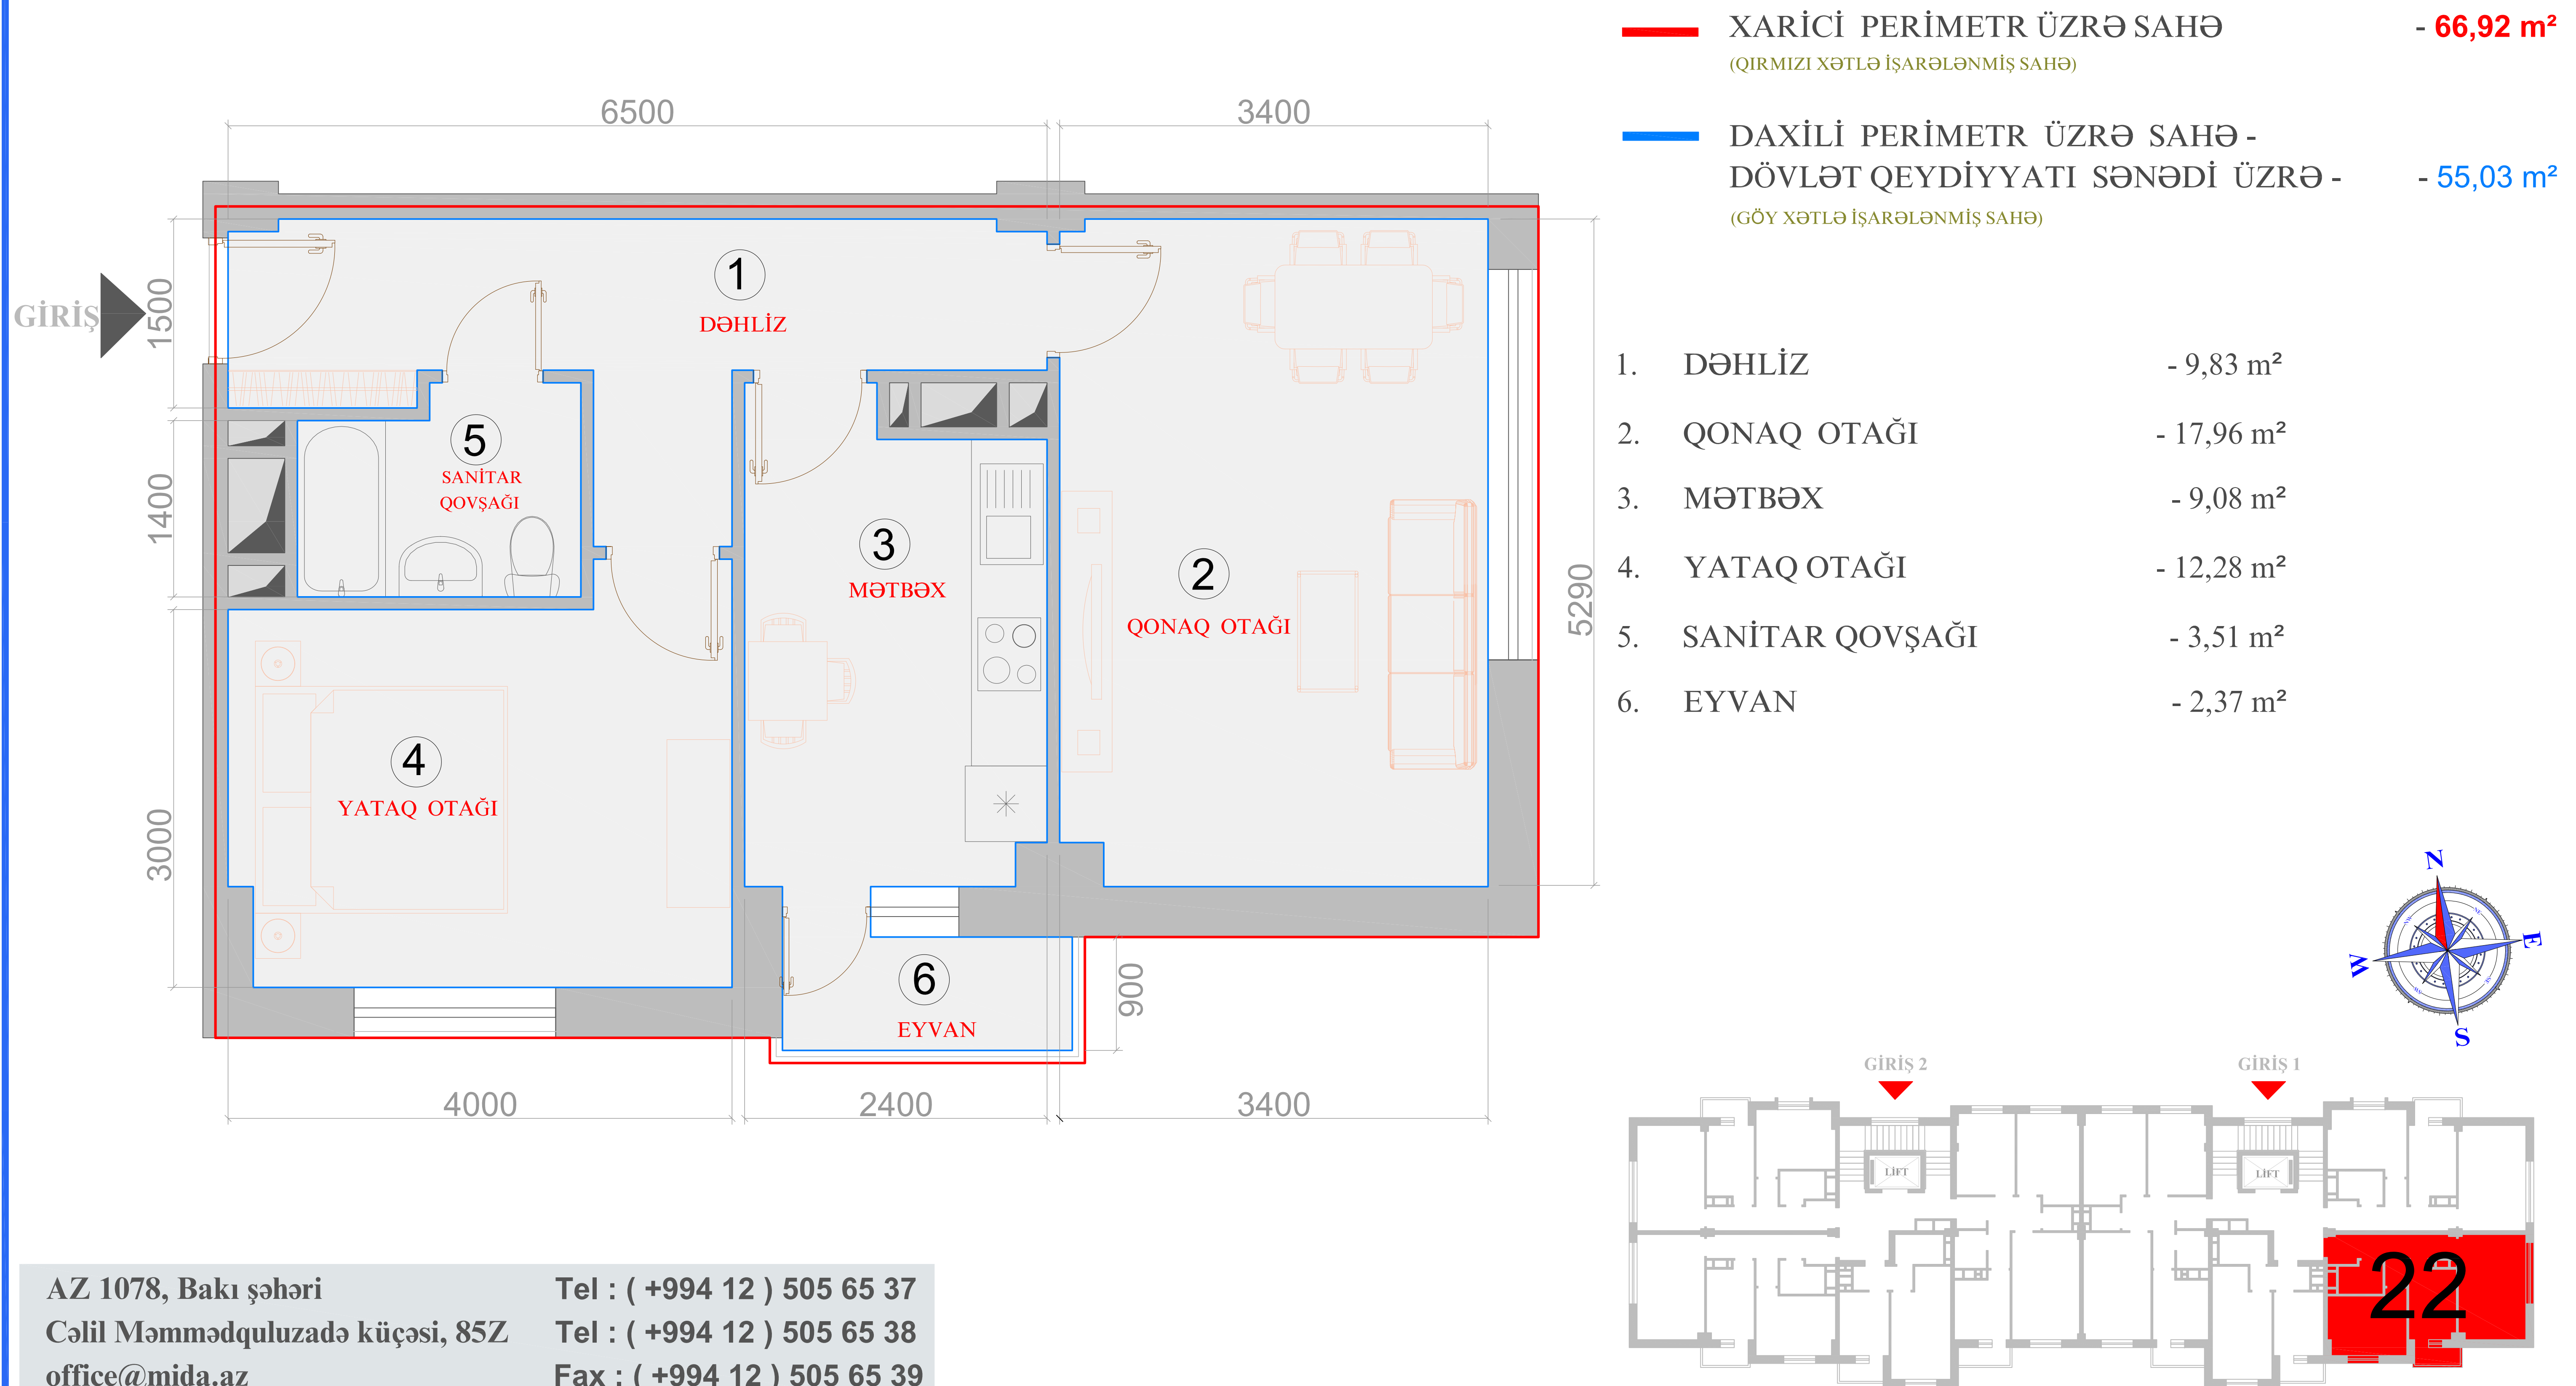 XARİCİ PERİMETR ÜZRƏ SAHƏ - 66,92 m²
(QIRMIZI XƏTLƏ İŞARƏLƏNMİŞ SAHƏ)
DAXİLİ PERİMETR ÜZRƏ SAHƏ -
DÖVLƏT QEYDİYYATI SƏNƏDİ ÜZRƏ - - 55,03 m²
(GÖY XƏTLƏ İŞARƏLƏNMİŞ SAHƏ)
6500
3400
GİRİŞ
1500
1400
3000
1
DƏHLİZ
5
SANİTAR
QOVŞAĞI
3
MƏTBƏX
2
QONAQ OTAĞI
4
YATAQ OTAĞI
6
EYVAN
5290
900
4000
2400
3400
1. DƏHLİZ - 9,83 m²
2. QONAQ OTAĞI - 17,96 m²
3. MƏTBƏX - 9,08 m²
4. YATAQ OTAĞI - 12,28 m²
5. SANİTAR QOVŞAĞI - 3,51 m²
6. EYVAN - 2,37 m²
N
E
W
S
GİRİŞ 2
GİRİŞ 1
LİFT
LİFT
22
AZ 1078, Bakı şəhəri Tel : ( +994 12 ) 505 65 37
Cəlil Məmmədquluzadə küçəsi, 85Z Tel : ( +994 12 ) 505 65 38
office@mida.az Fax : ( +994 12 ) 505 65 39